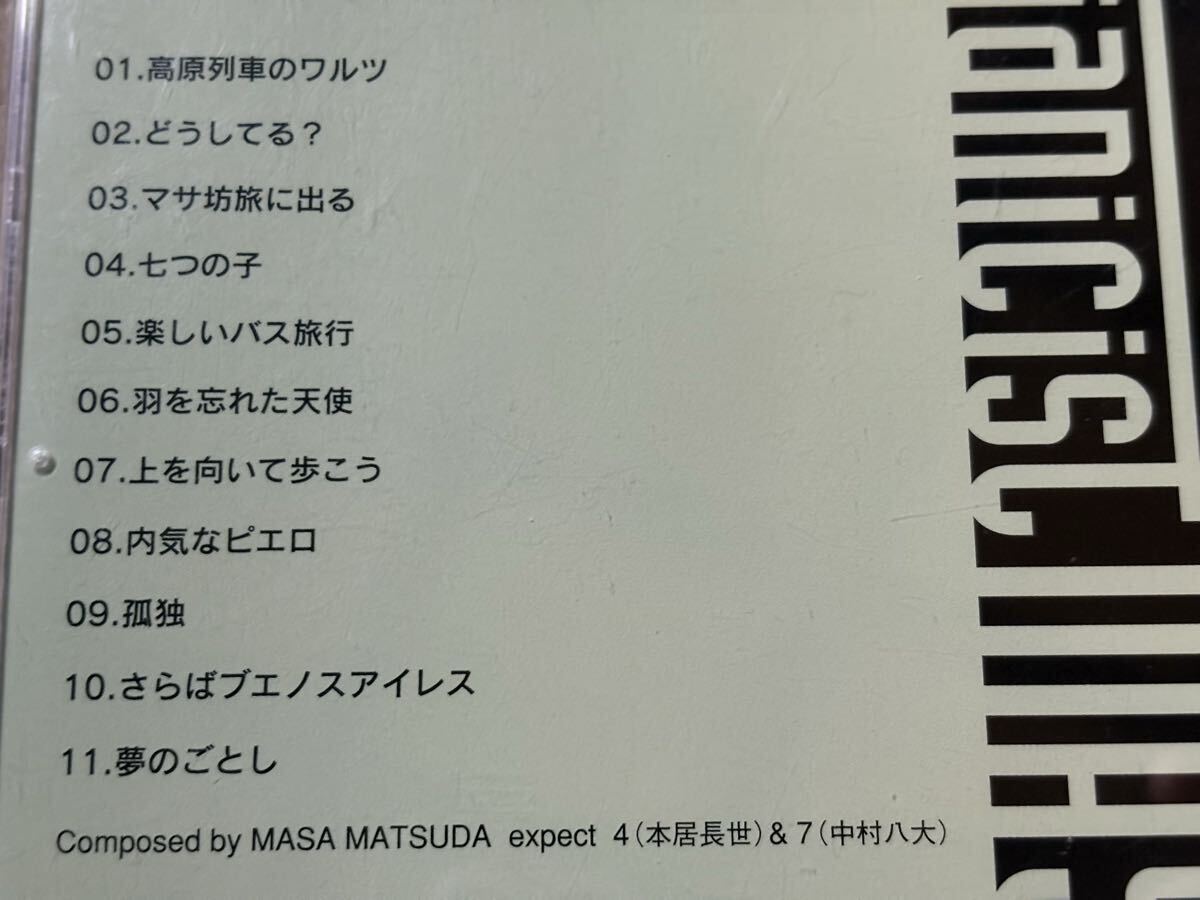 01.高原列車のワルツ
02.どうしてる？
03.マサ坊旅に出る
04.七つの子
05.楽しいバス旅行
06.羽を忘れた天使
07.上を向いて歩こう
08.内気なピエロ
09.孤独
10.さらばブエノスアイレス
11.夢のごとし
Composed by MASA MATSUDA expect 4(本居長世)& 7(中村八大)